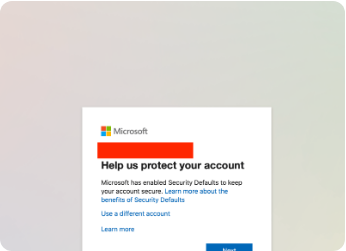 Microsoft
Help us protect your account
Microsoft has enabled Security Defaults to keep
your account secure. Learn more about the
benefits of Security Defaults
Use a different account
Learn more
Next